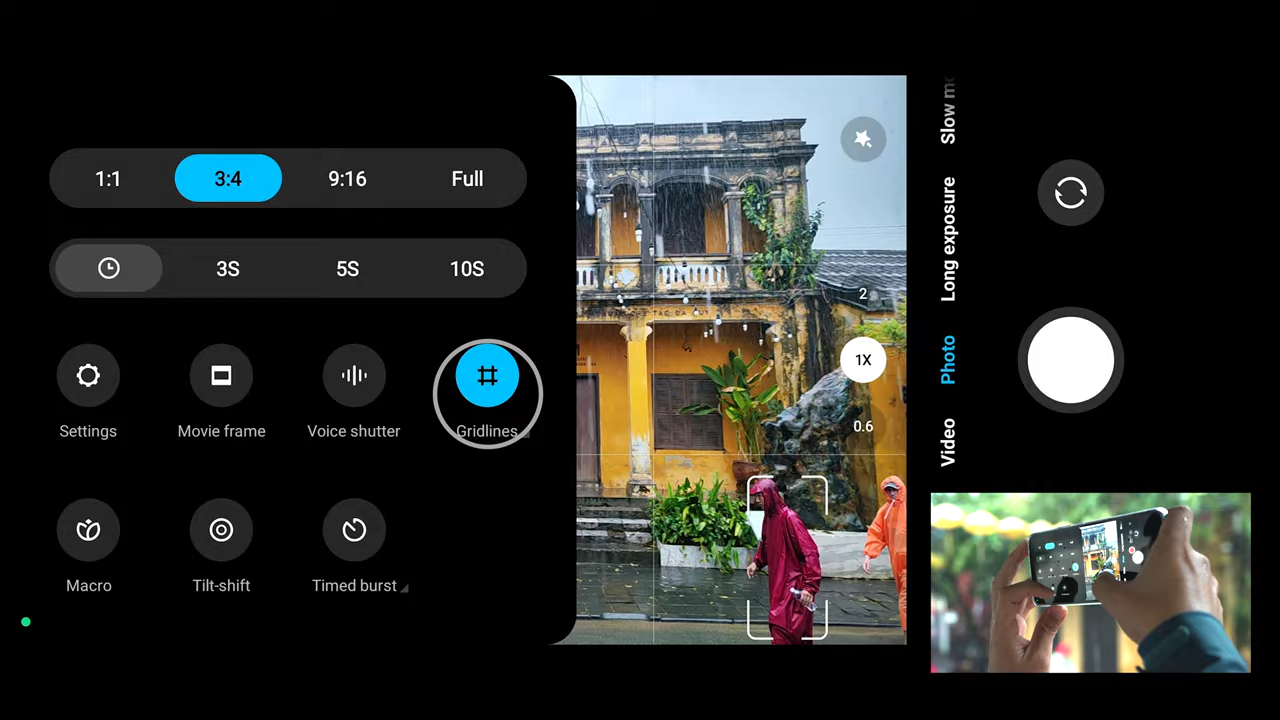 1:1
3:4
9:16
Full
3S
5S
10S
Settings
Movie frame
Voice shutter
Gridlines
Macro
Tilt-shift
Timed burst
2
1X
0.6
Slow m
Long exposure
Photo
Video